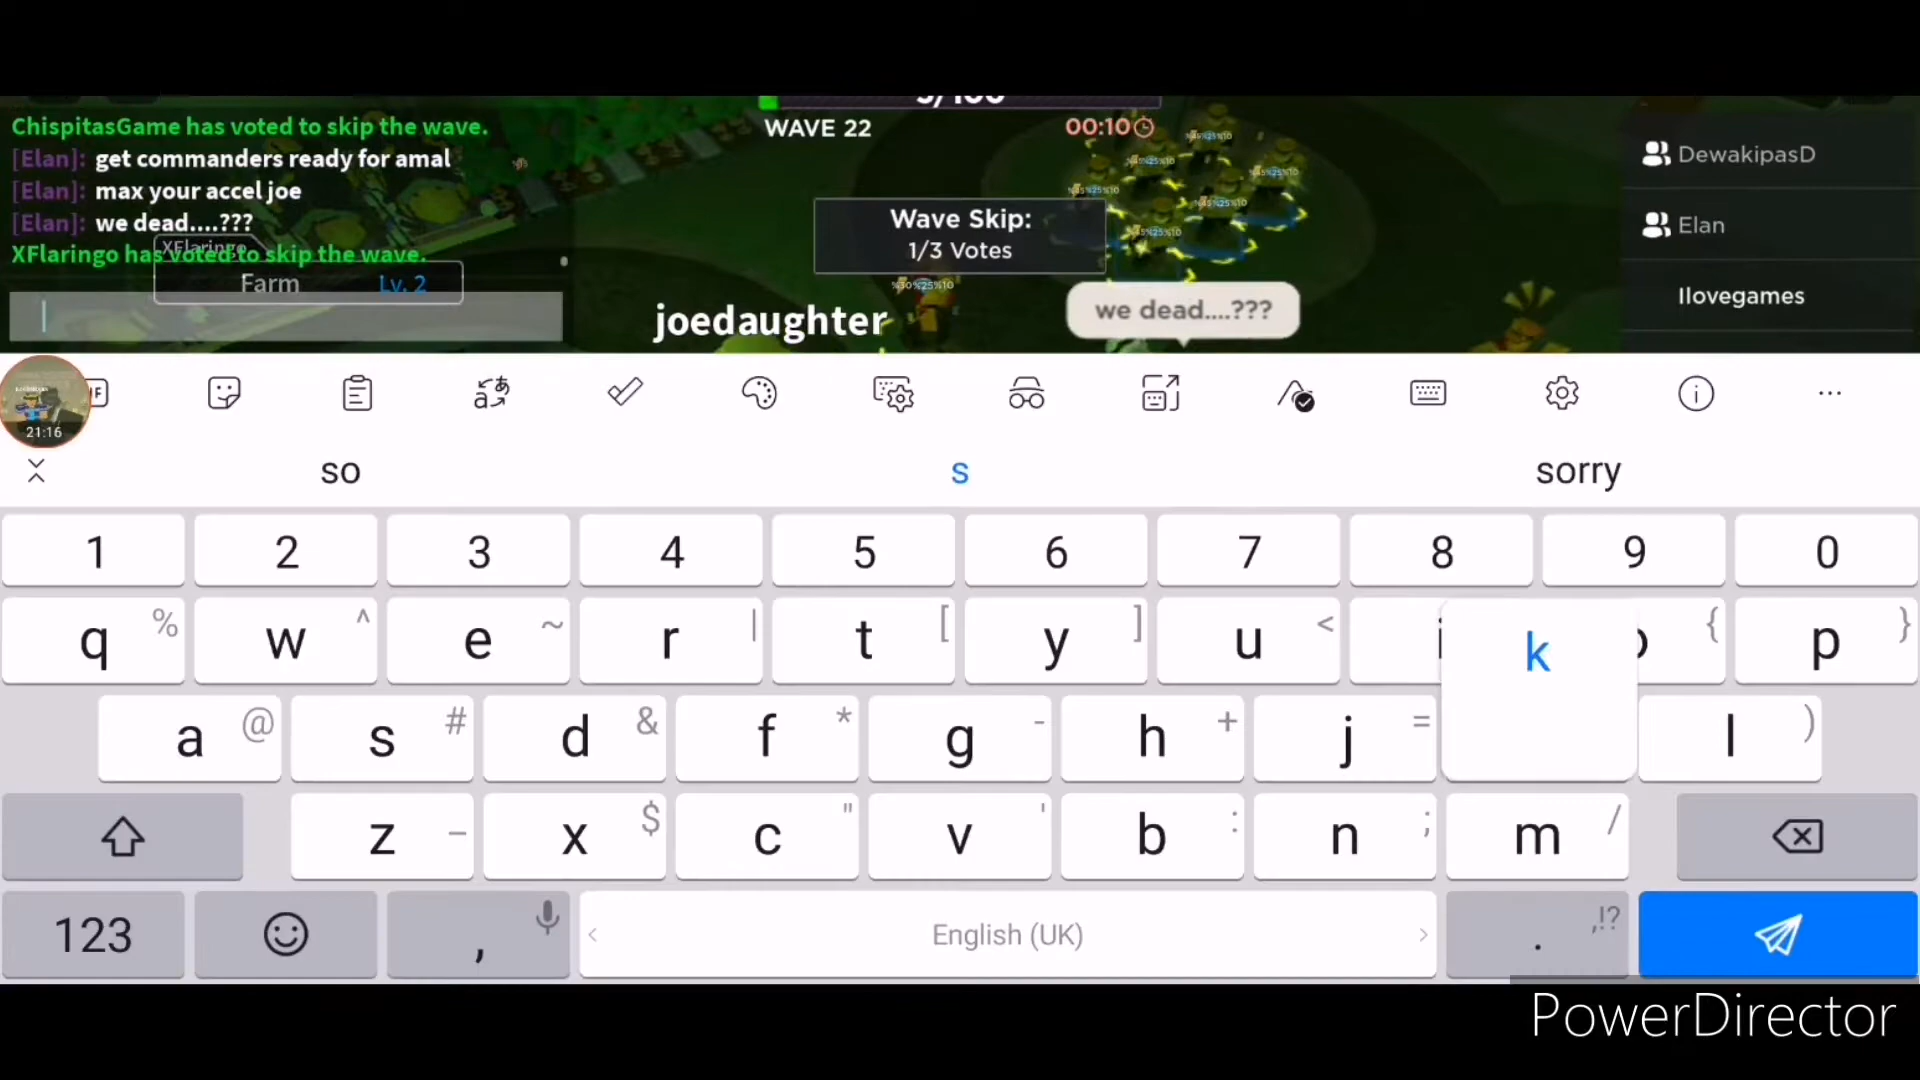 ChispitasGame has voted to skip the wave.
[Elan]: get commanders ready for amal
[Elan]: max your accel joe
[Elan]: we dead....???
XFlaringo has voted to skip the wave.
XFlaringo
Farm Lv. 2
WAVE 22
00:10
Wave Skip:
1/3 Votes
joedaughter
we dead....???
DewakipasD
Elan
Ilovegames
21:16
so s sorry
1 2 3 4 5 6 7 8 9 0
q % w ^ e ~ r | t [ y ] u < i k { p }
a @ s # d & f * g - h + j = l )
z _ x $ c " v ' b : n ; m /
123 , < English (UK) > . ,!?
PowerDirector